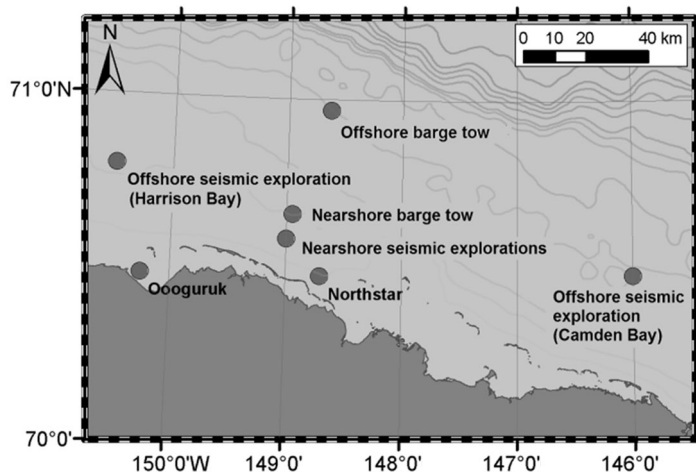 N
0 10 20 40 km
71°0'N
Offshore barge tow
Offshore seismic exploration
(Harrison Bay)
Nearshore barge tow
Nearshore seismic explorations
Oooguruk
Northstar
Offshore seismic
exploration
(Camden Bay)
70°0'
150°0'W 149°0' 148°0' 147°0' 146°0'